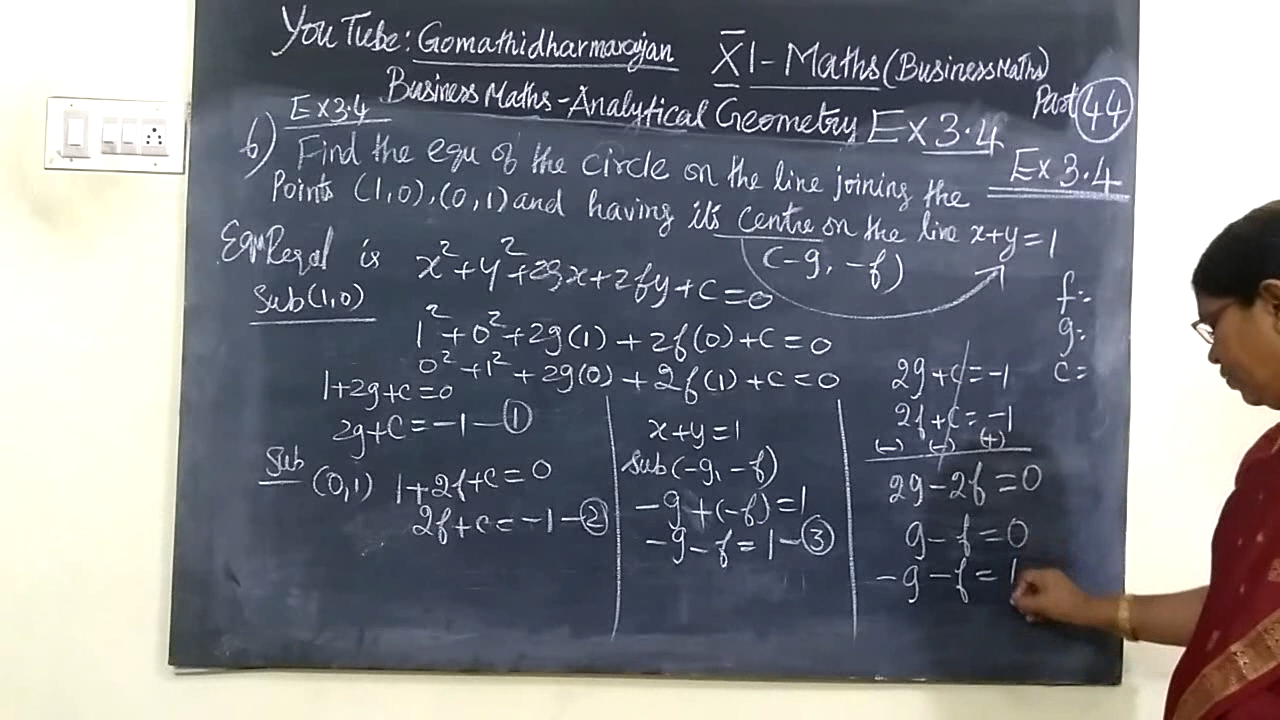 YouTube: Gomathidharmarajan XI - Maths (Business Maths)
Business Maths - Analytical Geometry Ex 3.4 Part 44
Ex 3.4
Ex 3.4
6) Find the equ of the circle on the line joining the
Points (1,0), (0,1) and having its centre on the line x+y=1
(-g, -f)
Equ Reqd is x²+y²+2gx+2fy+c=0
Sub (1,0)
1²+0²+2g(1)+2f(0)+c=0
0²+1²+2g(0)+2f(1)+c=0
1+2g+c=0
2g+c=-1 - ①
Sub (0,1) 1+2f+c=0
2f+c=-1 - ②
x+y=1
Sub (-g, -f)
-g+(-f)=1
-g-f=1 - ③
f=
g=
c=
2g+c=-1
2f+c=-1
(-) (-) (+)
2g-2f=0
g-f=0
-g-f=1